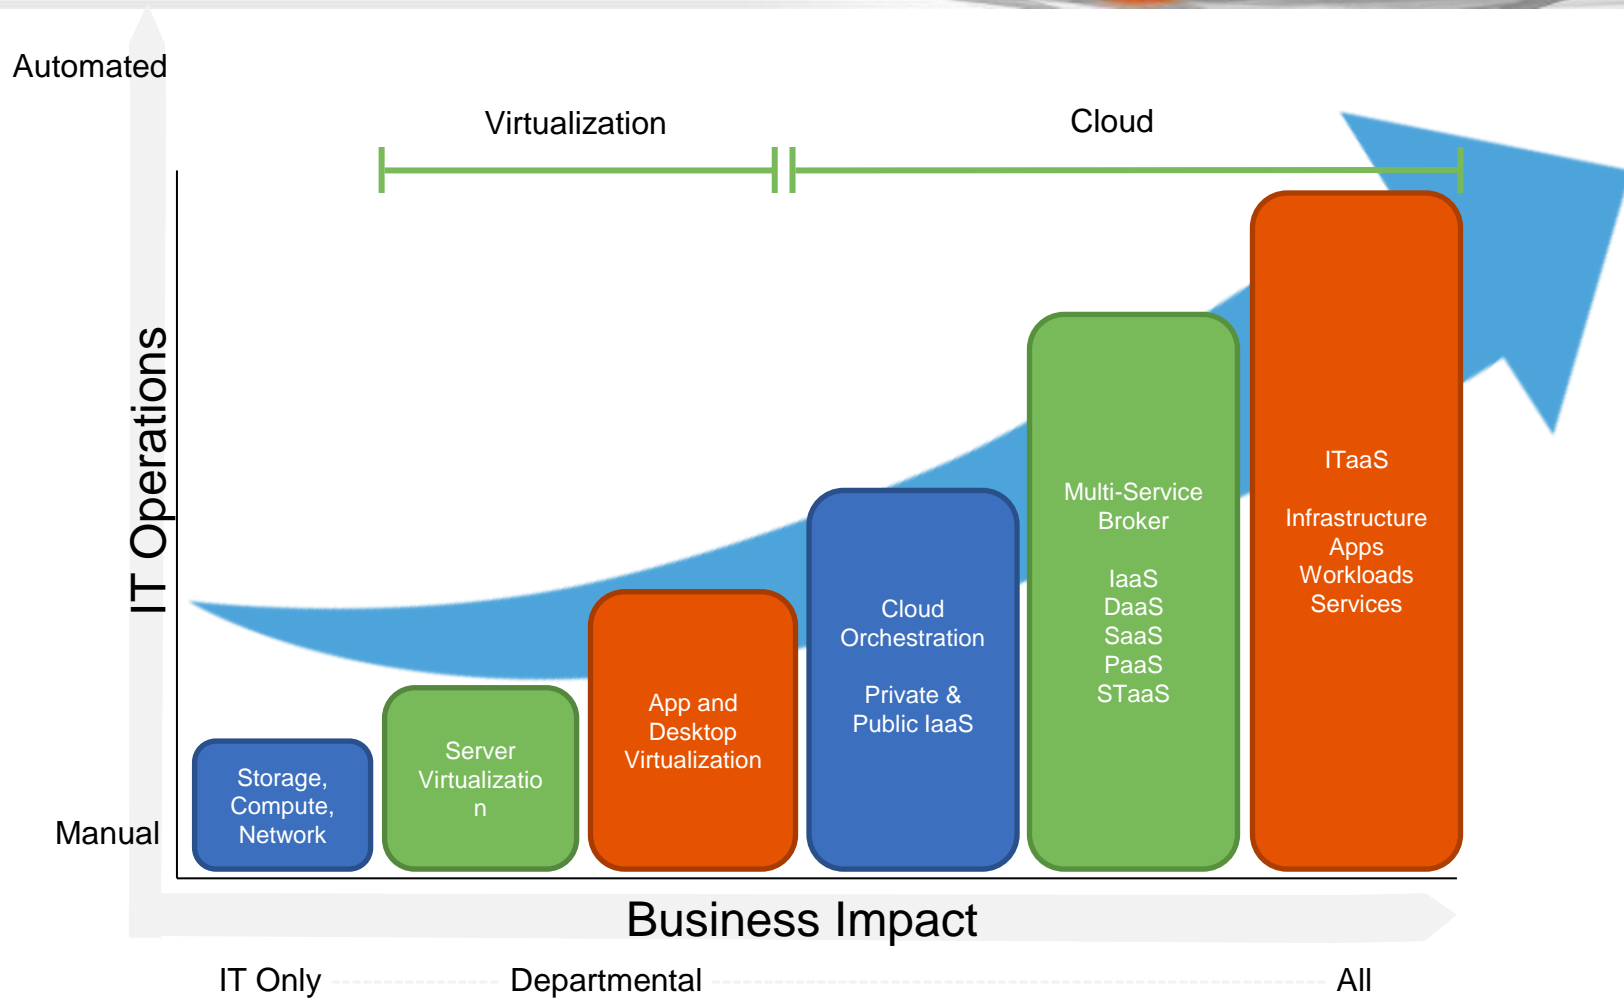 Automated
Virtualization
Cloud
IT Operations
Manual
Storage,
Compute,
Network
Server
Virtualizatio
n
App and
Desktop
Virtualization
Cloud
Orchestration
Private &
Public IaaS
Multi-Service
Broker
IaaS
DaaS
SaaS
PaaS
STaaS
ITaaS
Infrastructure
Apps
Workloads
Services
Business Impact
IT Only
Departmental
All